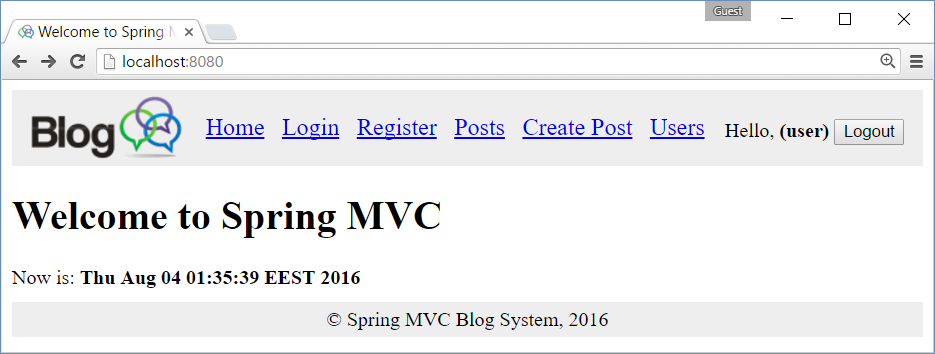 Guest
Welcome to Spring M
localhost:8080
Blog Home Login Register Posts Create Post Users Hello, (user) Logout
Welcome to Spring MVC
Now is: Thu Aug 04 01:35:39 EEST 2016
© Spring MVC Blog System, 2016